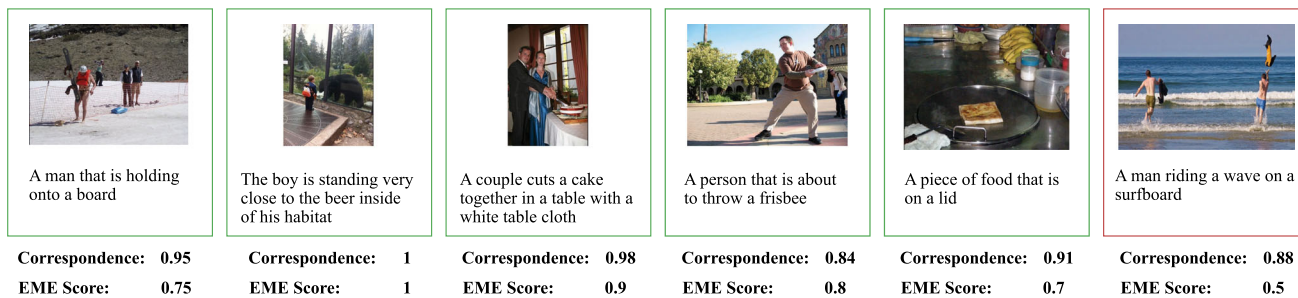 A man that is holding
onto a board
The boy is standing very
close to the beer inside
of his habitat
A couple cuts a cake
together in a table with a
white table cloth
A person that is about
to throw a frisbee
A piece of food that is
on a lid
A man riding a wave on a
surfboard
Correspondence: 0.95
EME Score: 0.75
Correspondence: 1
EME Score: 1
Correspondence: 0.98
EME Score: 0.9
Correspondence: 0.84
EME Score: 0.8
Correspondence: 0.91
EME Score: 0.7
Correspondence: 0.88
EME Score: 0.5